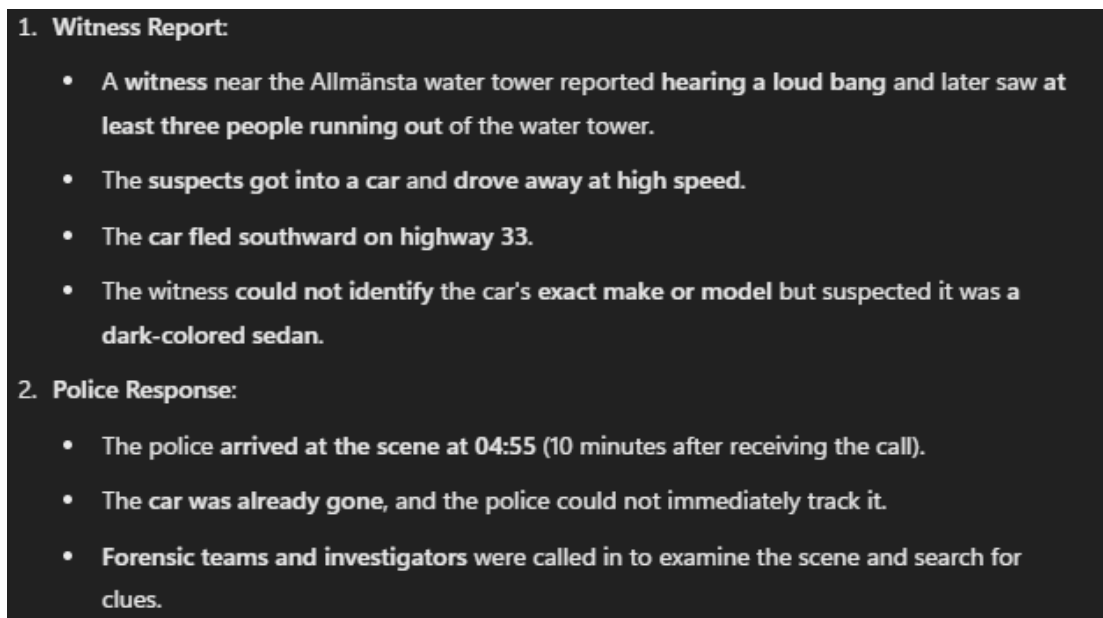 1. Witness Report:
• A witness near the Allmänsta water tower reported hearing a loud bang and later saw at
least three people running out of the water tower.
• The suspects got into a car and drove away at high speed.
• The car fled southward on highway 33.
• The witness could not identify the car's exact make or model but suspected it was a
dark-colored sedan.
2. Police Response:
• The police arrived at the scene at 04:55 (10 minutes after receiving the call).
• The car was already gone, and the police could not immediately track it.
• Forensic teams and investigators were called in to examine the scene and search for
clues.